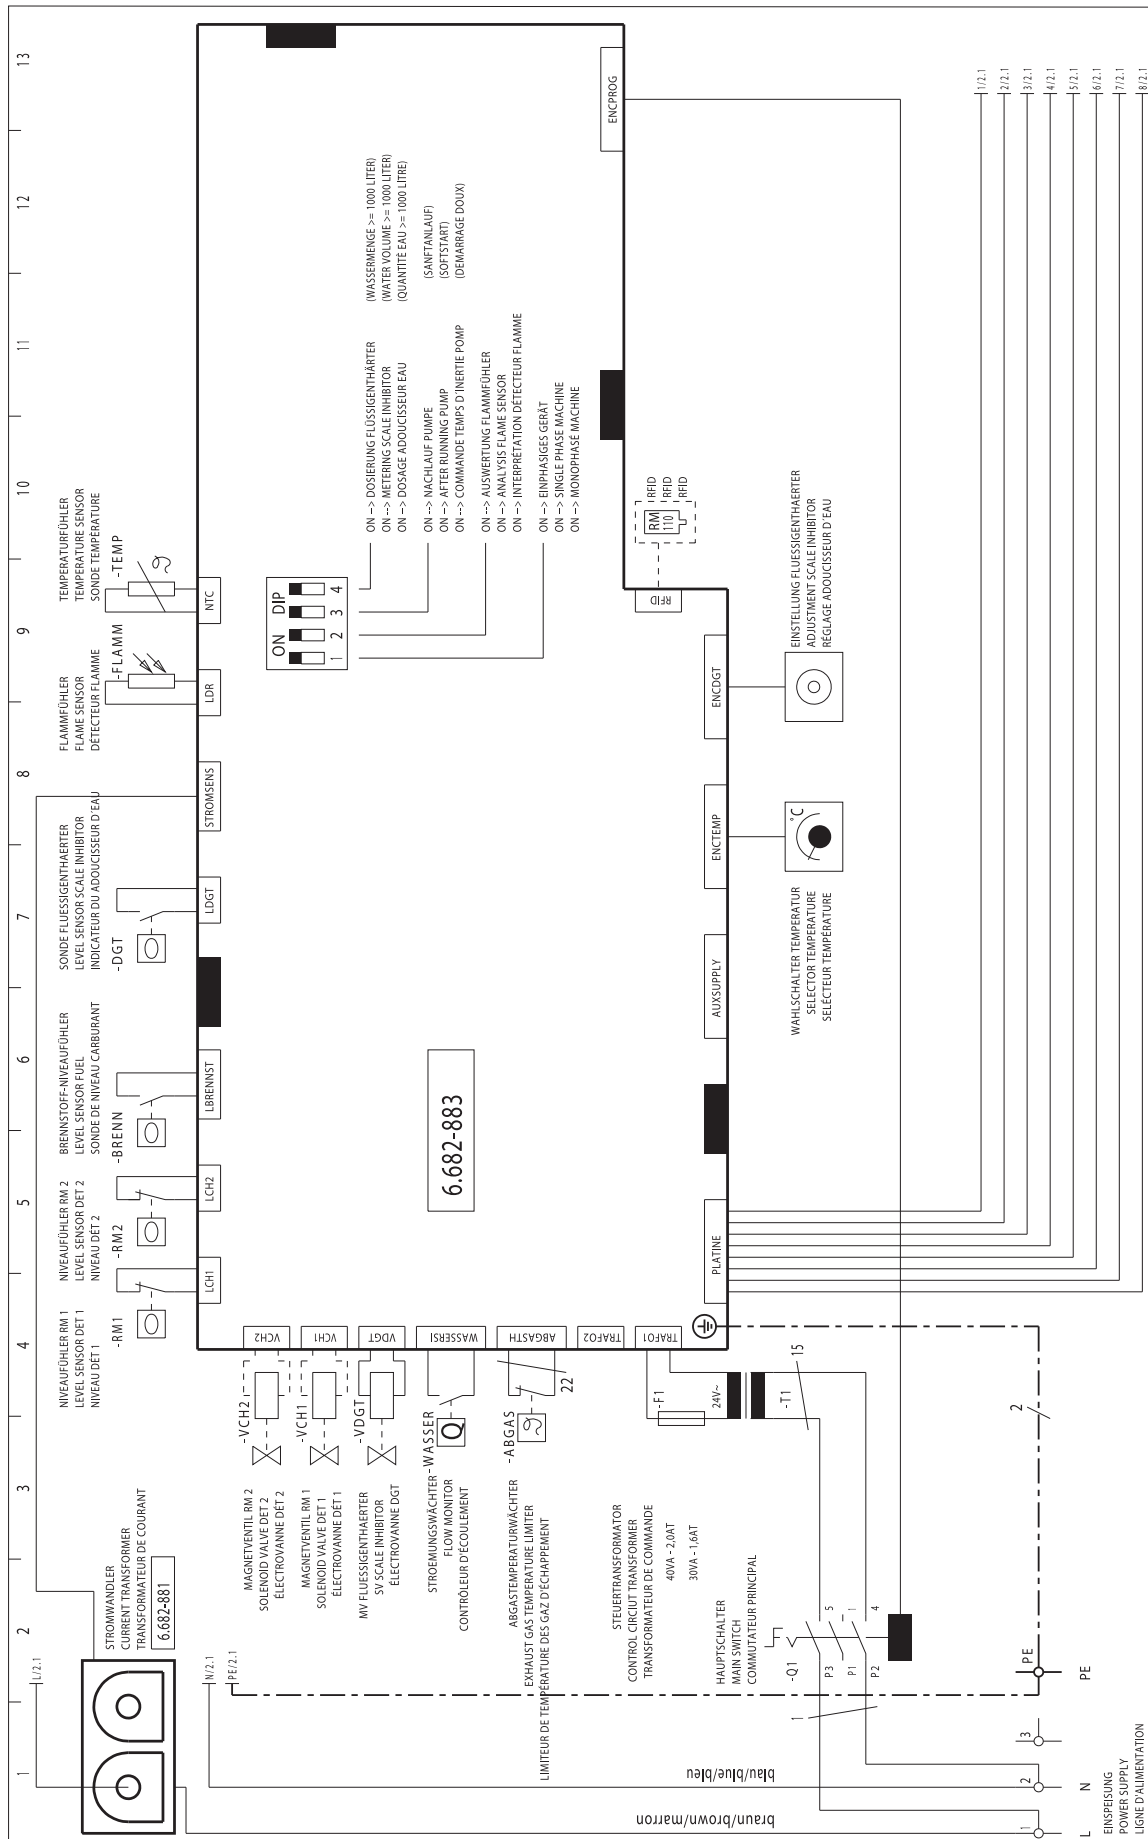 1
2
3
4
5
6
7
8
9
10
11
12
13
L/2.1
STROMWANDLER
CURRENT TRANSFORMER
TRANSFORMATEUR DE COURANT
6.682-881
NIVEAUFÜHLER RM 1
LEVEL SENSOR DET 1
NIVEAU DÉT 1
-RM1
LCH1
NIVEAUFÜHLER RM 2
LEVEL SENSOR DET 2
NIVEAU DÉT 2
-RM2
LCH2
BRENNSTOFF-NIVEAUFÜHLER
LEVEL SENSOR FUEL
SONDE DE NIVEAU CARBURANT
-BRENN
LBRENNST
SONDE FLUESSIGENTHAERTER
LEVEL SENSOR SCALE INHIBITOR
INDICATEUR DU ADOUCISSEUR D'EAU
-DGT
LDGT
STROMSENS
FLAMMFÜHLER
FLAME SENSOR
DÉTECTEUR FLAMME
-FLAMM
LDR
TEMPERATURFÜHLER
TEMPERATURE SENSOR
SONDE TEMPÉRATURE
-TEMP
NTC
N/2.1
PE/2.1
MAGNETVENTIL RM 2
SOLENOID VALVE DET 2
ÉLECTROVANNE DÉT 2
-VCH2
VCH2
MAGNETVENTIL RM 1
SOLENOID VALVE DET 1
ÉLECTROVANNE DÉT 1
-VCH1
VCH1
MV FLUESSIGENTHAERTER
SV SCALE INHIBITOR
ÉLECTROVANNE DGT
-VDGT
VDGT
STROEMUNGSWÄCHTER
FLOW MONITOR
CONTRÔLEUR D'ÉCOULEMENT
-WASSER
Q
WASSERSI
ABGASTEMPERATURWÄCHTER
EXHAUST GAS TEMPERATURE LIMITER
LIMITEUR DE TEMPÉRATURE DES GAZ D'ÉCHAPPEMENT
-ABGAS
22
ABGASTH
TRAFO2
TRAFO1
STEUERTRANSFORMATOR
CONTROL CIRCIUT TRANSFORMER
TRANSFORMATEUR DE COMMANDE
40VA - 2,0AT
30VA - 1,6AT
-F1
24V~
-T1
15
HAUPTSCHALTER
MAIN SWITCH
COMMUTATEUR PRINCIPAL
-Q1
P3
P1
P2
5
1
4
1
2
6.682-883
ON DIP
1 2 3 4
ON --> DOSIERUNG FLÜSSIGENTHÄRTER (WASSERMENGE >= 1000 LITER)
ON --> METERING SCALE INHIBITOR (WATER VOLUME >= 1000 LITER)
ON --> DOSAGE ADOUCISSEUR EAU (QUANTITÉ EAU >= 1000 LITRE)
ON --> NACHLAUF PUMPE (SANFTANLAUF)
ON --> AFTER RUNNING PUMP (SOFTSTART)
ON --> COMMANDE TEMPS D'INERTIE POMP (DEMARRAGE DOUX)
ON --> AUSWERTUNG FLAMMFÜHLER
ON --> ANALYSIS FLAME SENSOR
ON --> INTERPRÉTATION DÉTECTEUR FLAMME
ON --> EINPHASIGES GERÄT
ON --> SINGLE PHASE MACHINE
ON --> MONOPHASÉ MACHINE
ENCPROG
RFID
RM
110
RFID
RFID
RFID
PLATINE
AUXSUPPLY
ENCTEMP
°C
WAHLSCHALTER TEMPERATUR
SELECTOR TEMPERATURE
SELÉCTEUR TEMPÉRATURE
ENCDGT
EINSTELLUNG FLUESSIGENTHAERTER
ADJUSTMENT SCALE INHIBITOR
RÉGLAGE ADOUCISSEUR D'EAU
1/2.1
2/2.1
3/2.1
4/2.1
5/2.1
6/2.1
7/2.1
8/2.1
braun/brown/marron
blau/blue/bleu
1
2
3
PE
L
N
PE
EINSPEISUNG
POWER SUPPLY
LIGNE D'ALIMENTATION